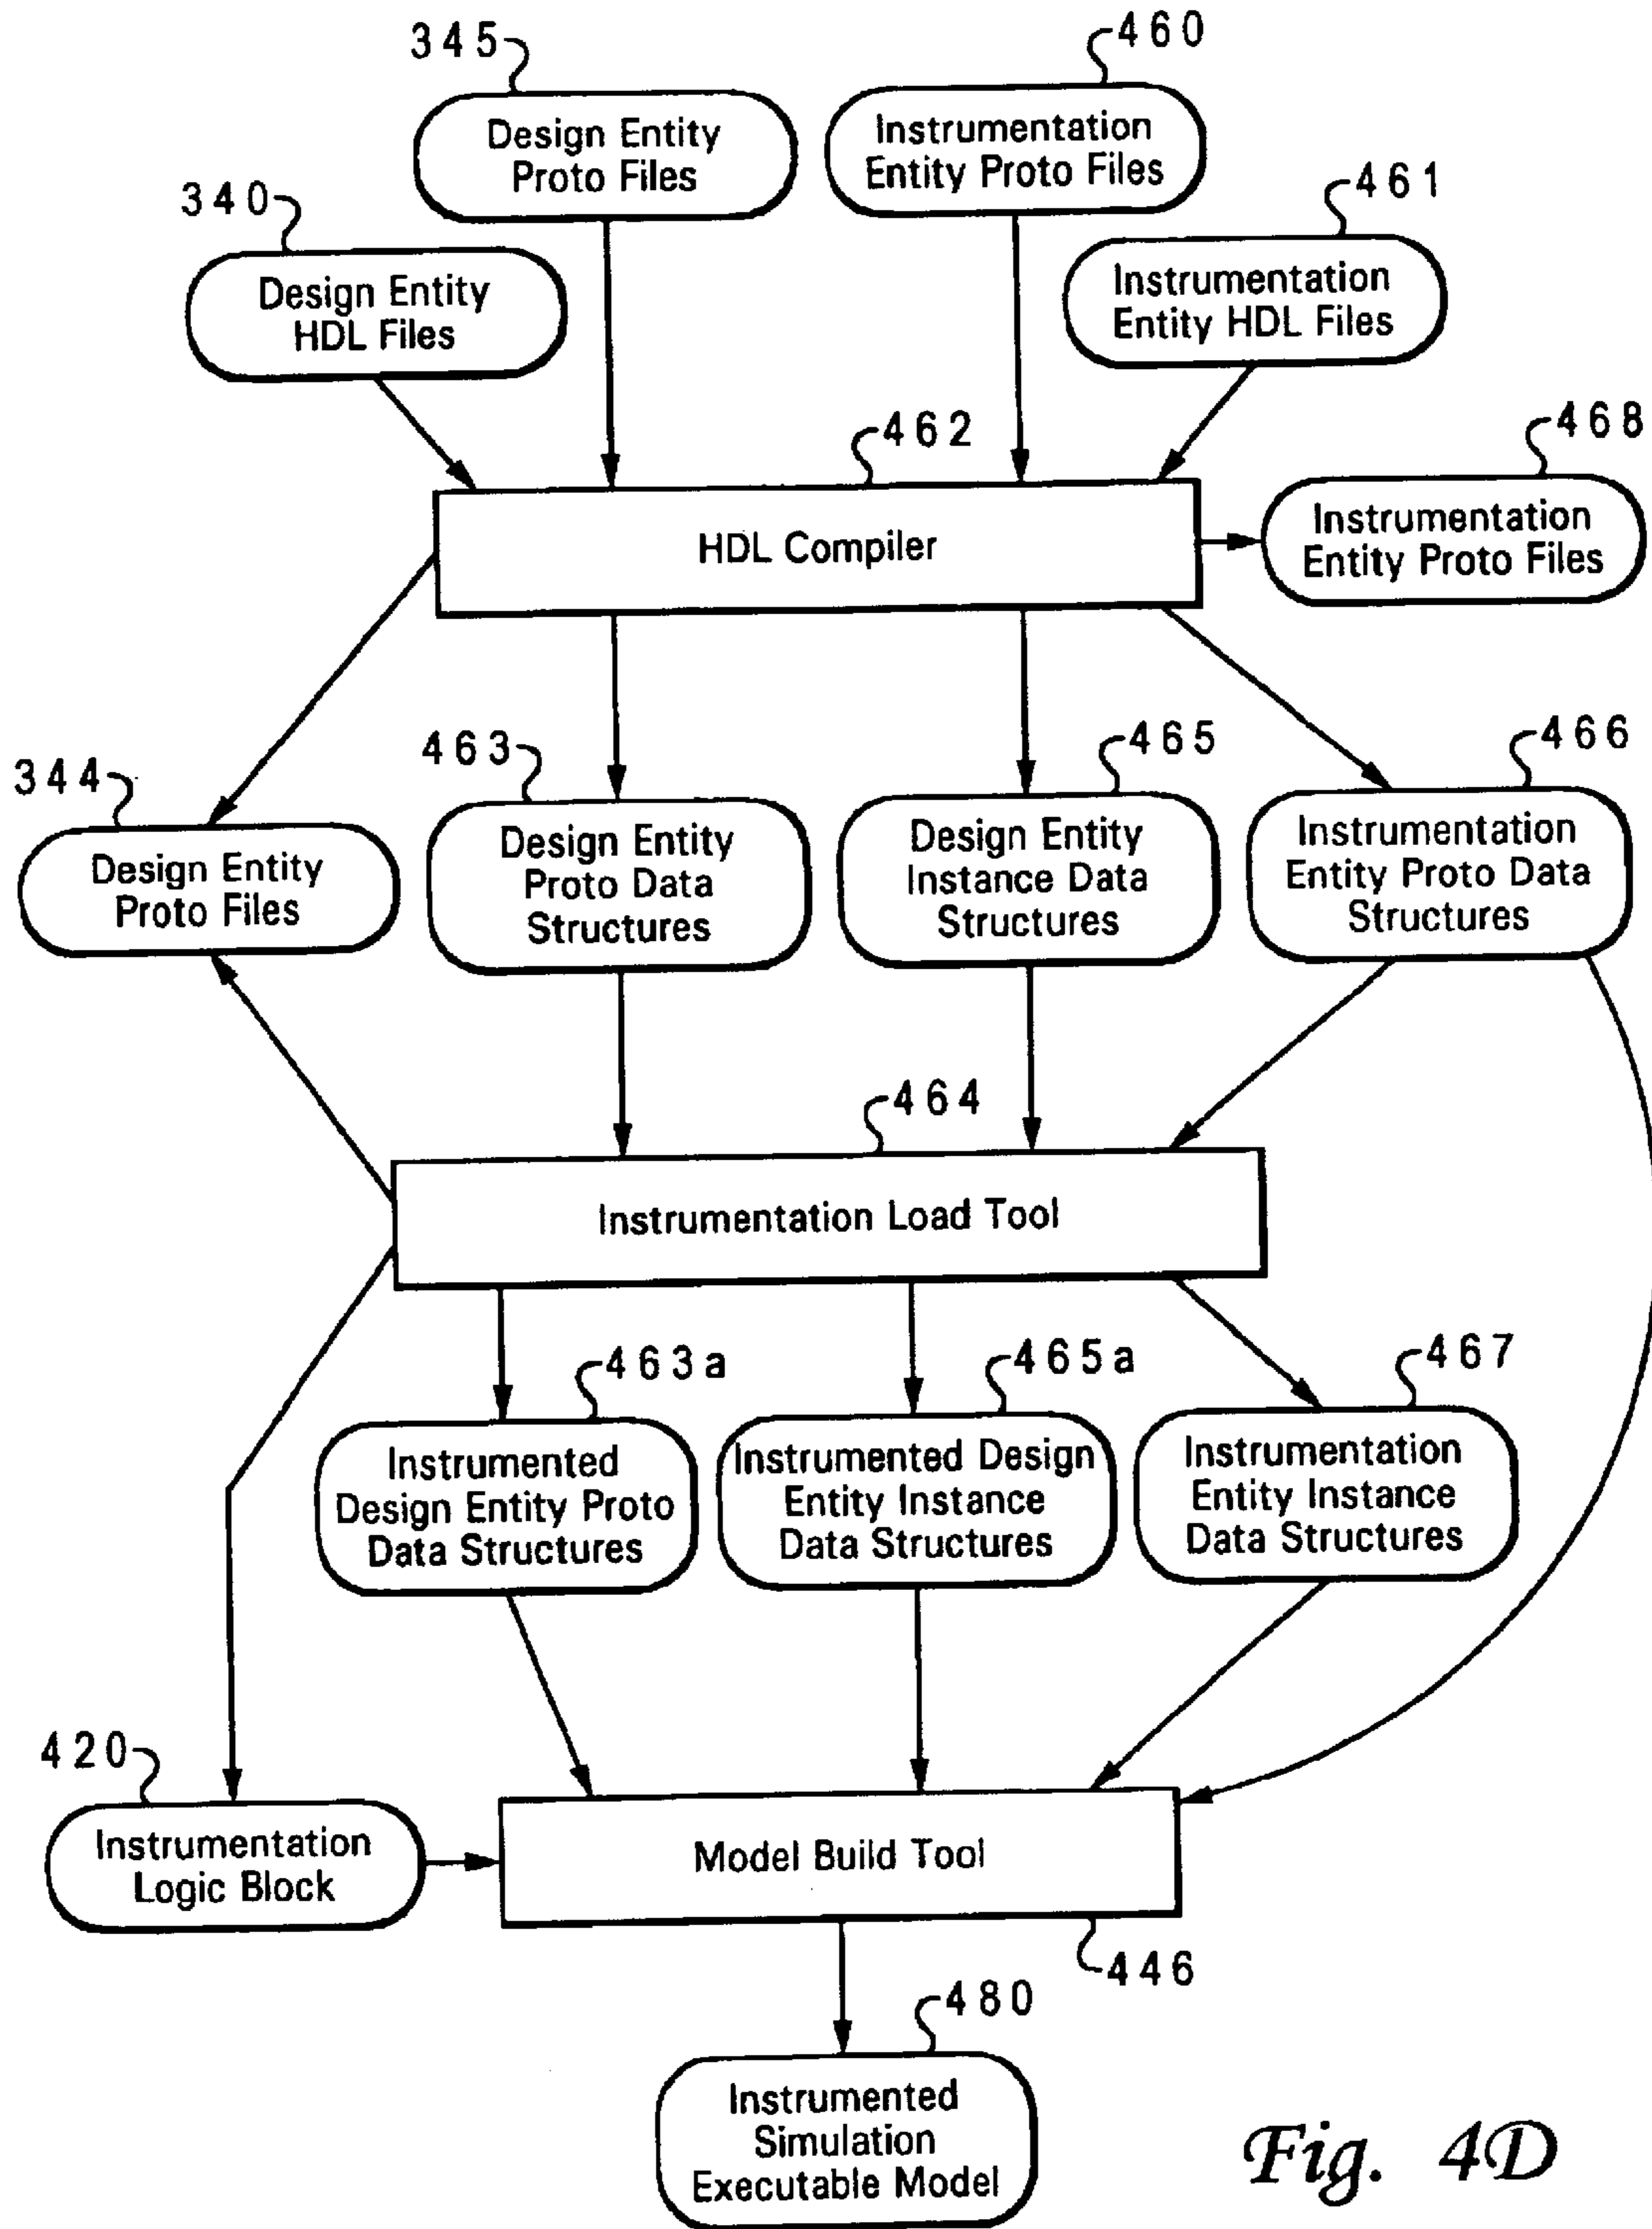 345
460
Design Entity
Proto Files
Instrumentation
Entity Proto Files
340
461
Design Entity
HDL Files
Instrumentation
Entity HDL Files
462
468
HDL Compiler
Instrumentation
Entity Proto Files
344
463
465
466
Design Entity
Proto Files
Design Entity
Proto Data
Structures
Design Entity
Instance Data
Structures
Instrumentation
Entity Proto Data
Structures
464
Instrumentation Load Tool
463a
465a
467
Instrumented
Design Entity Proto
Data Structures
Instrumented Design
Entity Instance
Data Structures
Instrumentation
Entity Instance
Data Structures
420
Instrumentation
Logic Block
Model Build Tool
446
480
Instrumented
Simulation
Executable Model
Fig. 4D